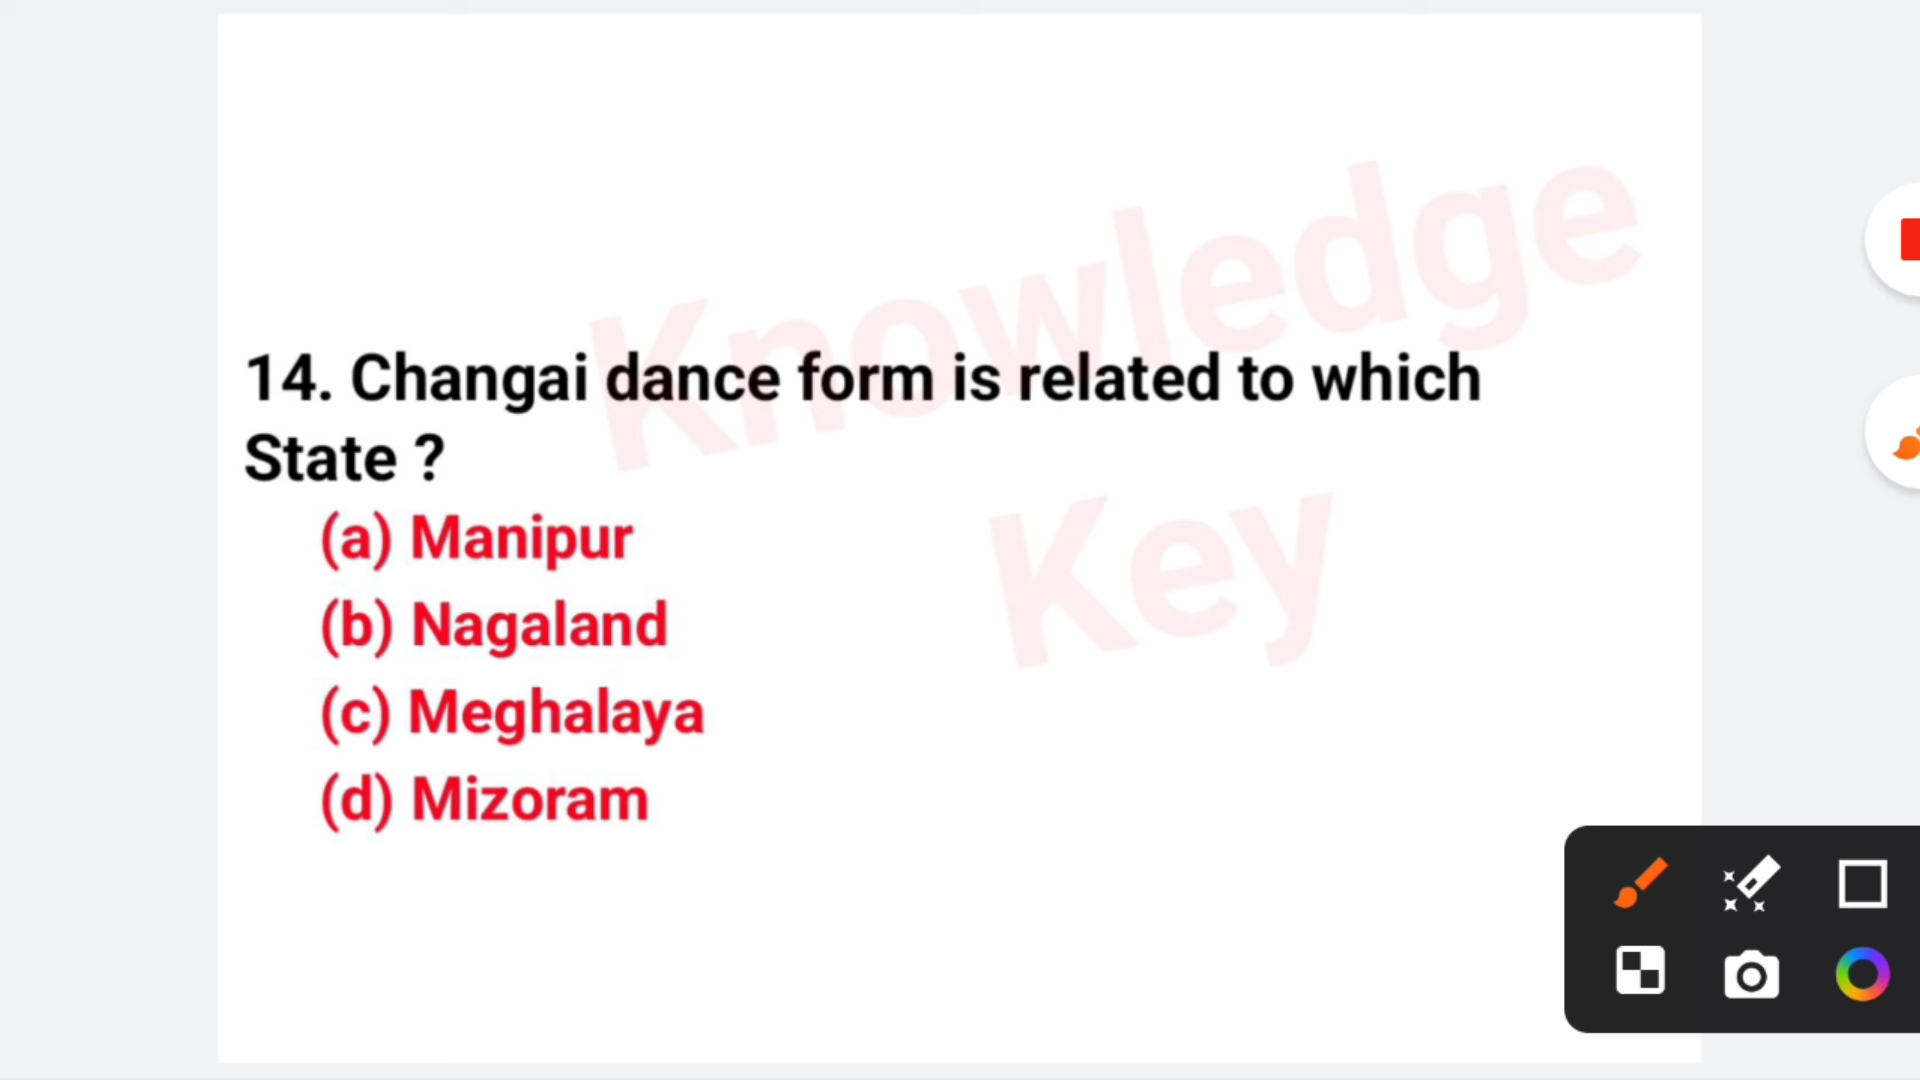 Knowledge
Key
14. Changai dance form is related to which
State ?
(a) Manipur
(b) Nagaland
(c) Meghalaya
(d) Mizoram